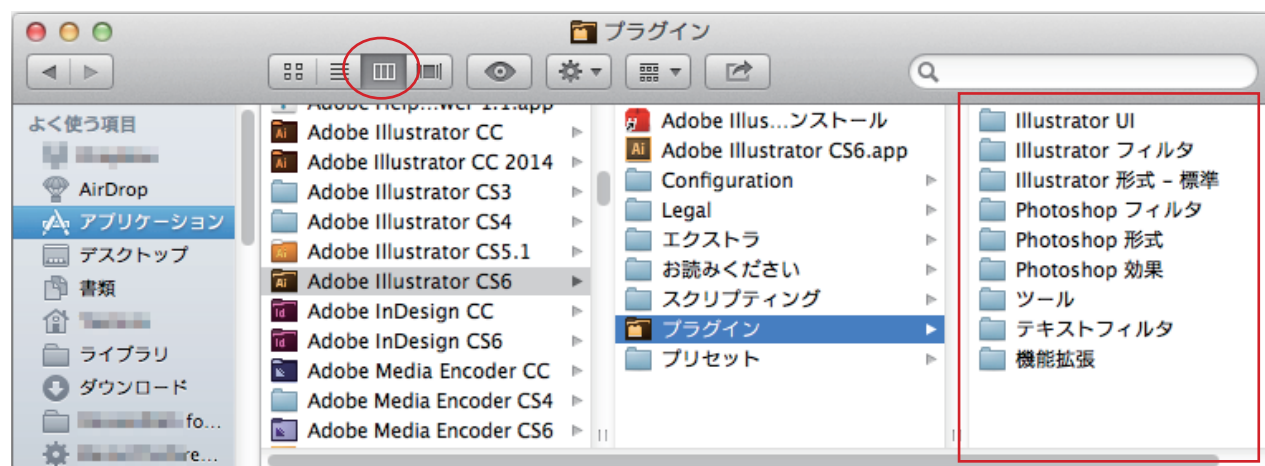 プラグイン
よく使う項目
AirDrop
アプリケーション
デスクトップ
書類
ライブラリ
ダウンロード
fo...
re...
Adobe Help...wer 1.1.app
Adobe Illustrator CC
Adobe Illustrator CC 2014
Adobe Illustrator CS3
Adobe Illustrator CS4
Adobe Illustrator CS5.1
Adobe Illustrator CS6
Adobe InDesign CC
Adobe InDesign CS6
Adobe Media Encoder CC
Adobe Media Encoder CS4
Adobe Media Encoder CS6
Adobe Illus...ンストール
Adobe Illustrator CS6.app
Configuration
Legal
エクストラ
お読みください
スクリプティング
プラグイン
プリセット
Illustrator UI
Illustrator フィルタ
Illustrator 形式 – 標準
Photoshop フィルタ
Photoshop 形式
Photoshop 効果
ツール
テキストフィルタ
機能拡張